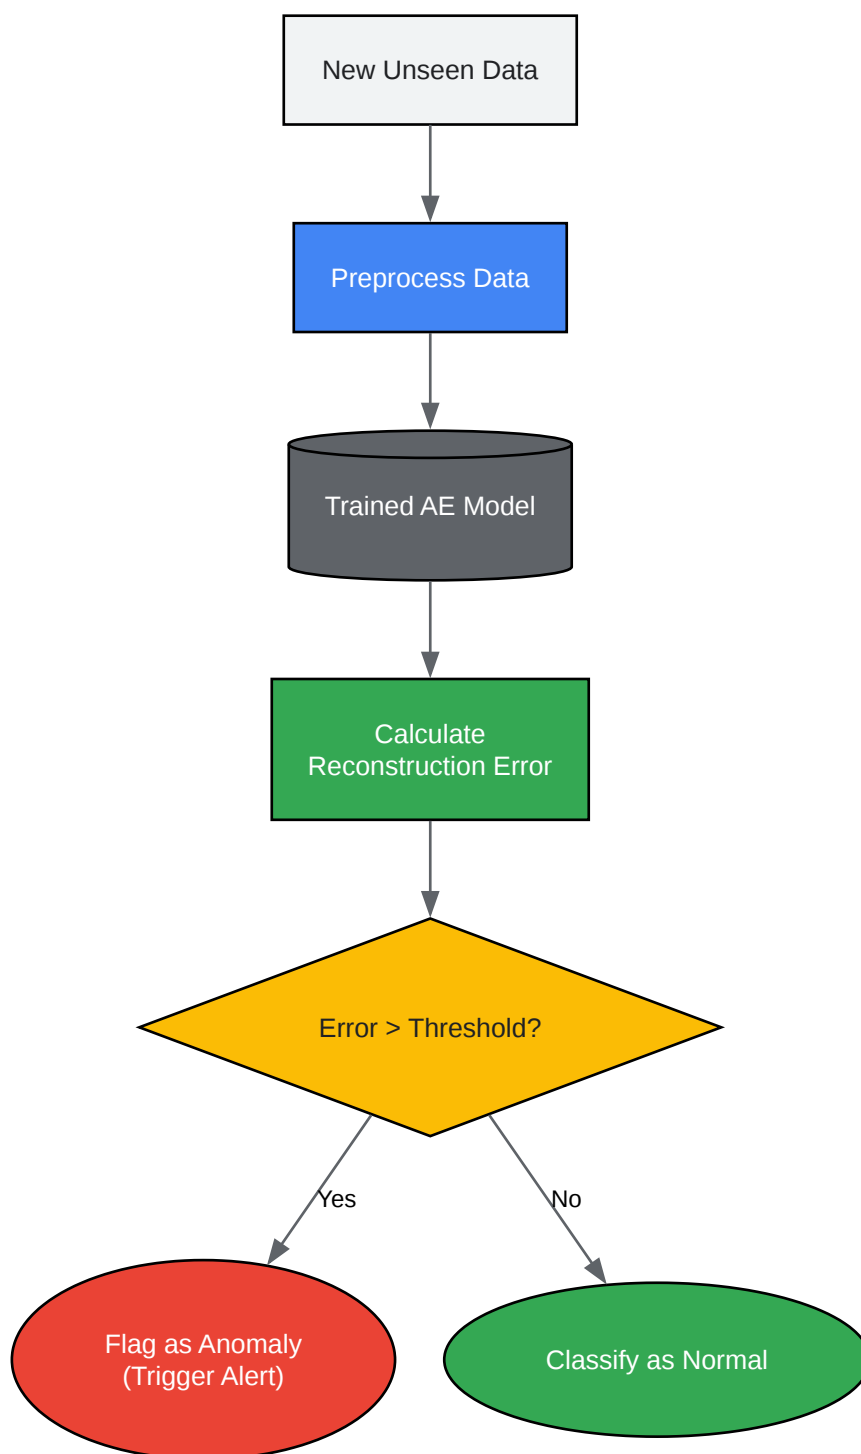 New Unseen Data
Preprocess Data
Trained AE Model
Calculate
Reconstruction Error
Error > Threshold?
Yes
No
Flag as Anomaly
(Trigger Alert)
Classify as Normal